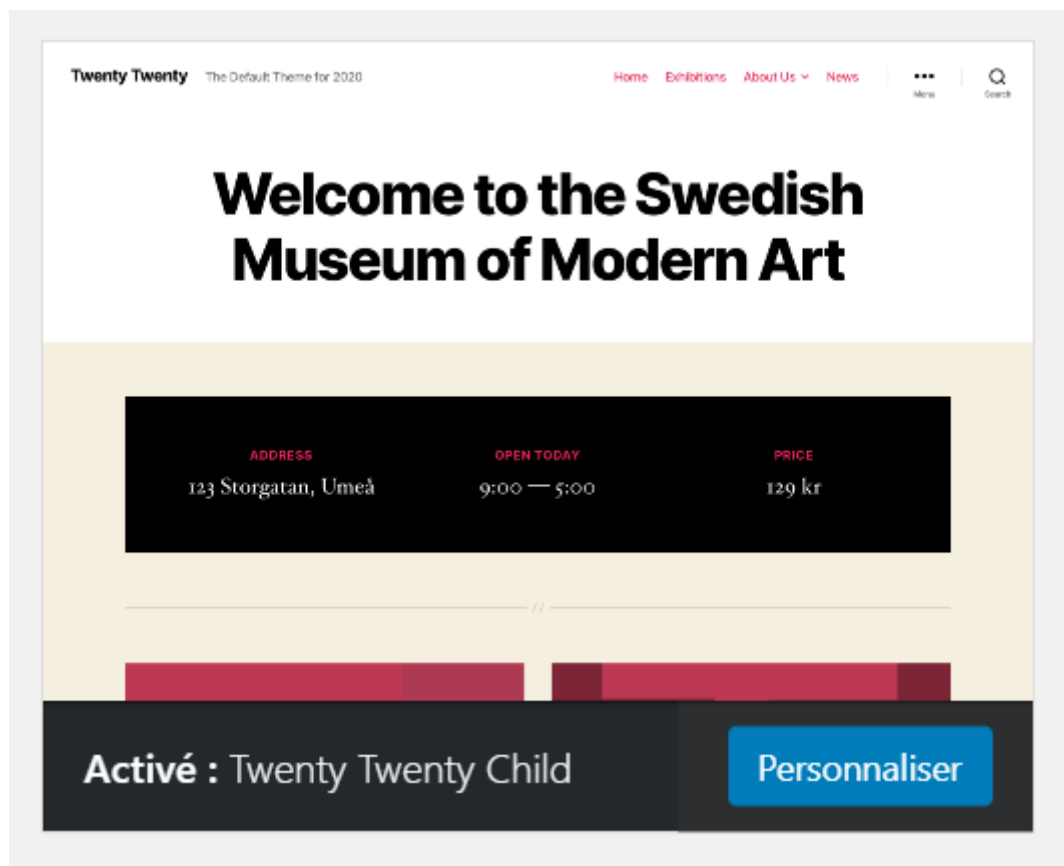 Twenty Twenty The Default Theme for 2020 Home Exhibitions About Us News
Menu Search
Welcome to the Swedish
Museum of Modern Art
ADDRESS OPEN TODAY PRICE
123 Storgatan, Umeå 9:00 — 5:00 129 kr
//
Activé : Twenty Twenty Child Personnaliser